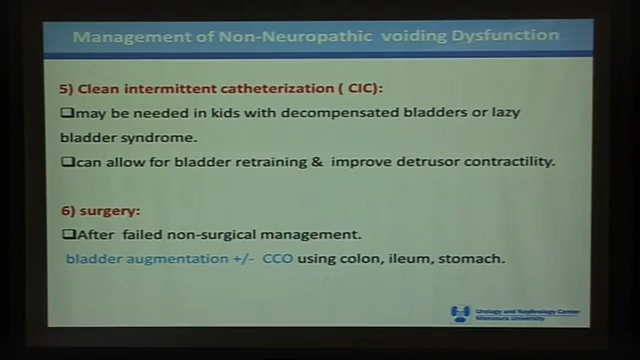 Management of Non-Neuropathic voiding Dysfunction
5) Clean intermittent catheterization ( CIC):
❑may be needed in kids with decompensated bladders or lazy
bladder syndrome.
❑can allow for bladder retraining & improve detrusor contractility.
6) surgery:
❑After failed non-surgical management.
bladder augmentation +/- CCO using colon, ileum, stomach.
Urology and Nephrology Center
Mansoura University